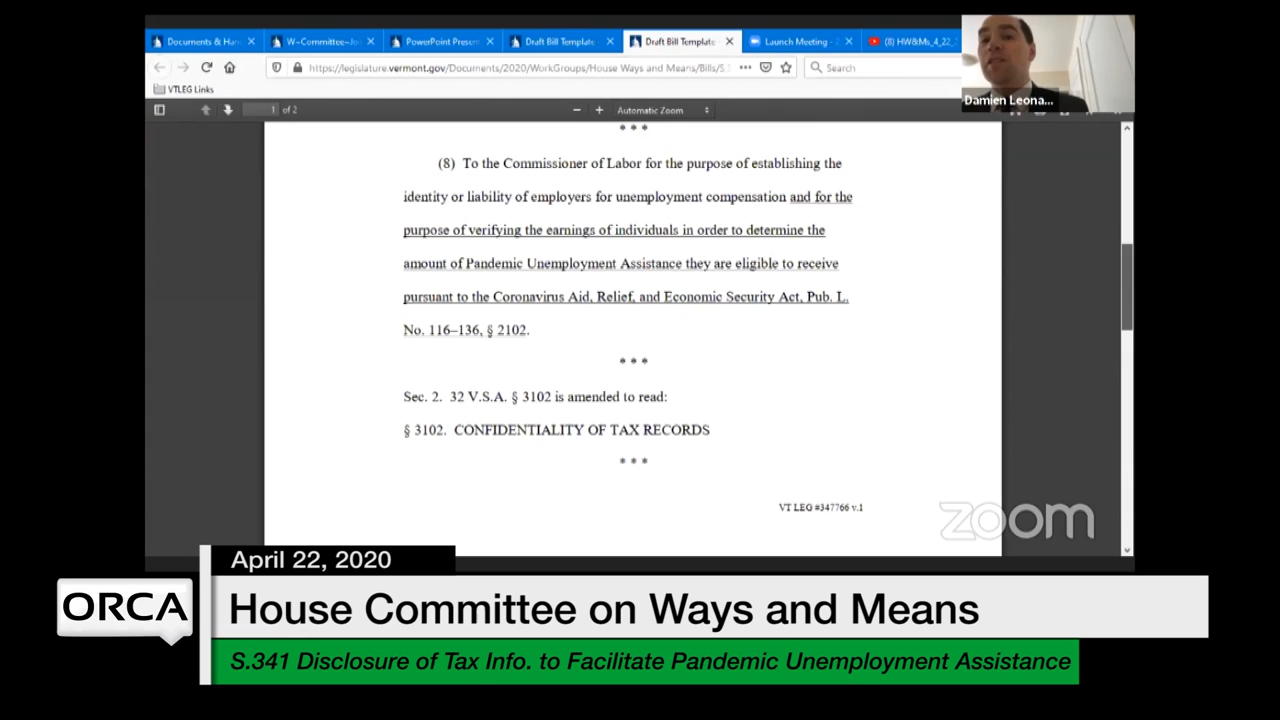 Documents & Har
W~Committee~Jo
PowerPoint Presen
Draft Bill Template
Draft Bill Template
Launch Meeting - Z
(8) HW&Ms_4_22_
https://legislature.vermont.gov/Documents/2020/WorkGroups/House Ways and Means/Bills/S.
Search
VTLEG Links
1 of 2
Automatic Zoom
Damien Leona...
* * *
(8) To the Commissioner of Labor for the purpose of establishing the
identity or liability of employers for unemployment compensation and for the
purpose of verifying the earnings of individuals in order to determine the
amount of Pandemic Unemployment Assistance they are eligible to receive
pursuant to the Coronavirus Aid, Relief, and Economic Security Act, Pub. L.
No. 116–136, § 2102.
* * *
Sec. 2. 32 V.S.A. § 3102 is amended to read:
§ 3102. CONFIDENTIALITY OF TAX RECORDS
* * *
VT LEG #347766 v.1
zoom
April 22, 2020
ORCA
House Committee on Ways and Means
S.341 Disclosure of Tax Info. to Facilitate Pandemic Unemployment Assistance